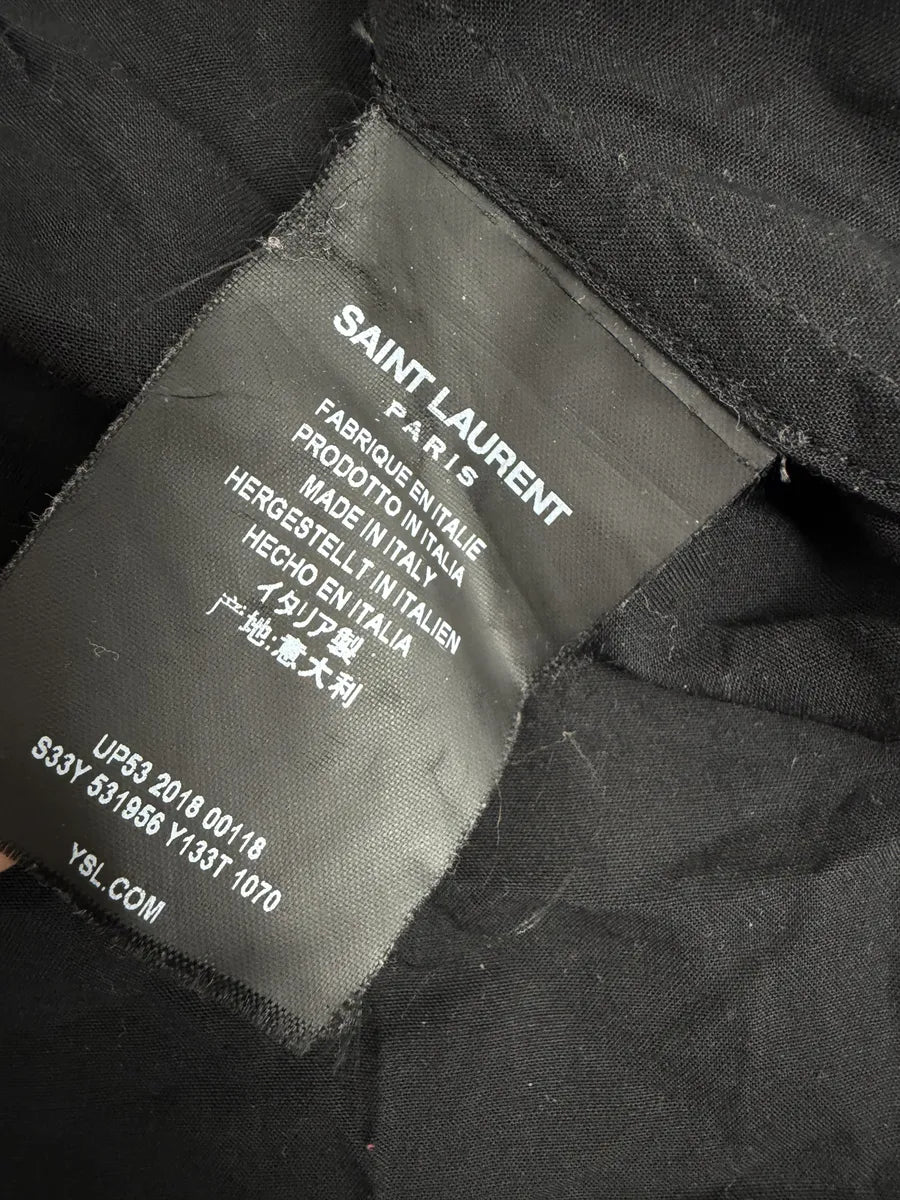 SAINT LAURENT
PARIS
FABRIQUE EN ITALIE
PRODOTTO IN ITALIA
MADE IN ITALY
HERGESTELLT IN ITALIEN
HECHO EN ITALIA
イタリア製
产地:意大利
UP53 2018 00118
S33Y 531956 Y133T 1070
YSL.COM